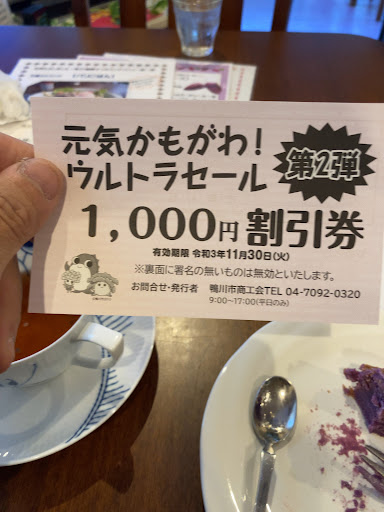 元気かもがわ!
ウルトラセール
第2弾
1,000円 割引券
有効期限 令和3年11月30日(火)
※裏面に署名の無いものは無効といたします。
お問合せ・発行者 鴨川市商工会TEL 04-7092-0320
9:00~17:00(平日のみ)